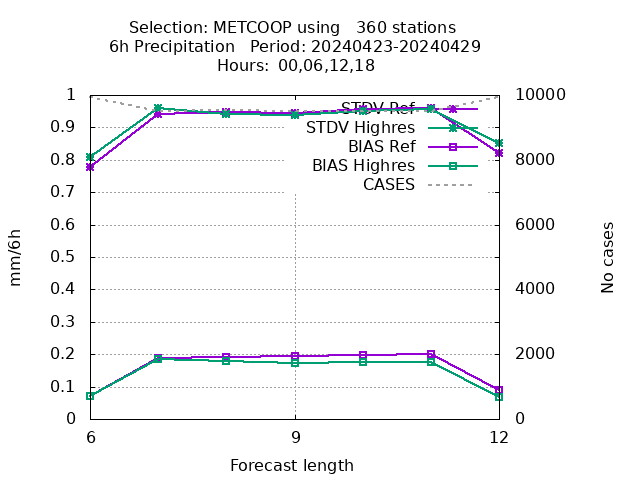 Selection: METCOOP using   360 stations
6h Precipitation   Period: 20240423-20240429
Hours:  00,06,12,18
1
0.9
0.8
0.7
0.6
0.5
0.4
0.3
0.2
0.1
0
10000
8000
6000
4000
2000
0
STDV Ref
STDV Highres
BIAS Ref
BIAS Highres
CASES
mm/6h
No cases
6
9
12
Forecast length